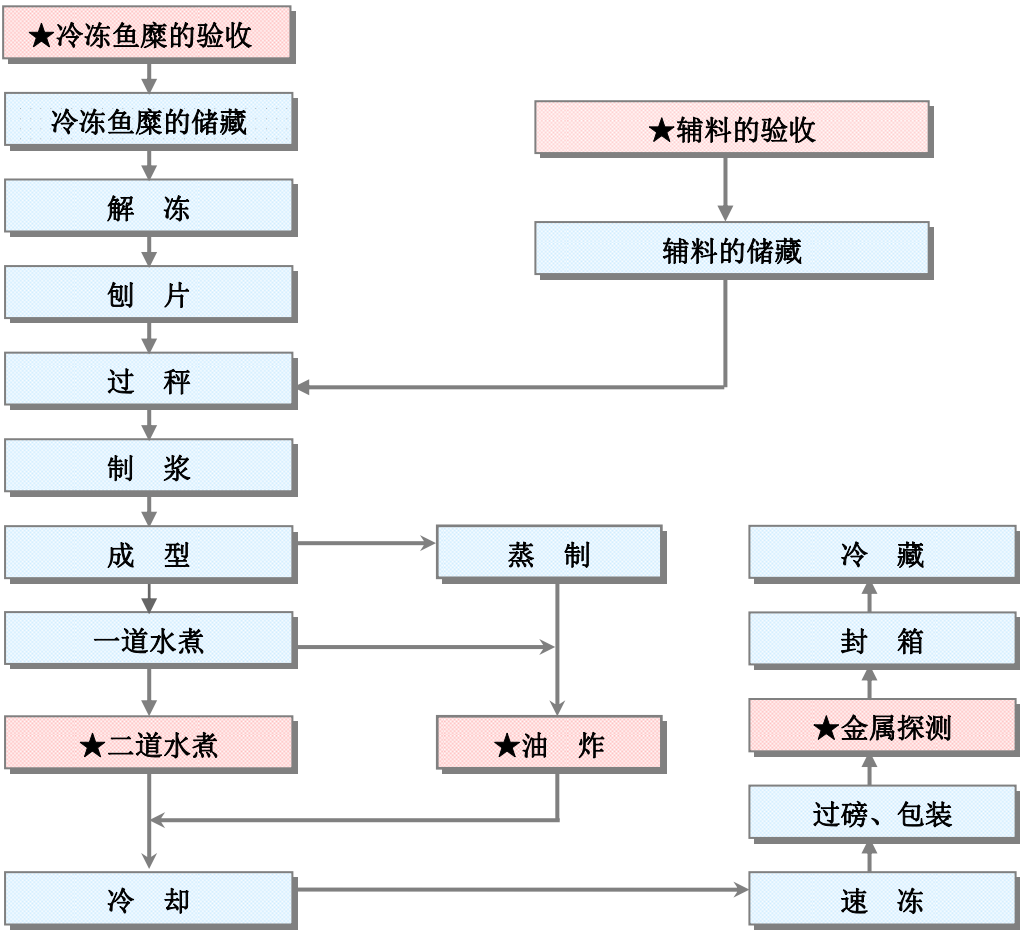 ★冷冻鱼糜的验收
冷冻鱼糜的储藏
★辅料的验收
解 冻
辅料的储藏
刨 片
过 秤
制 浆
成 型
蒸 制
冷 藏
一道水煮
封 箱
★二道水煮
★油 炸
★金属探测
过磅、包装
冷 却
速 冻